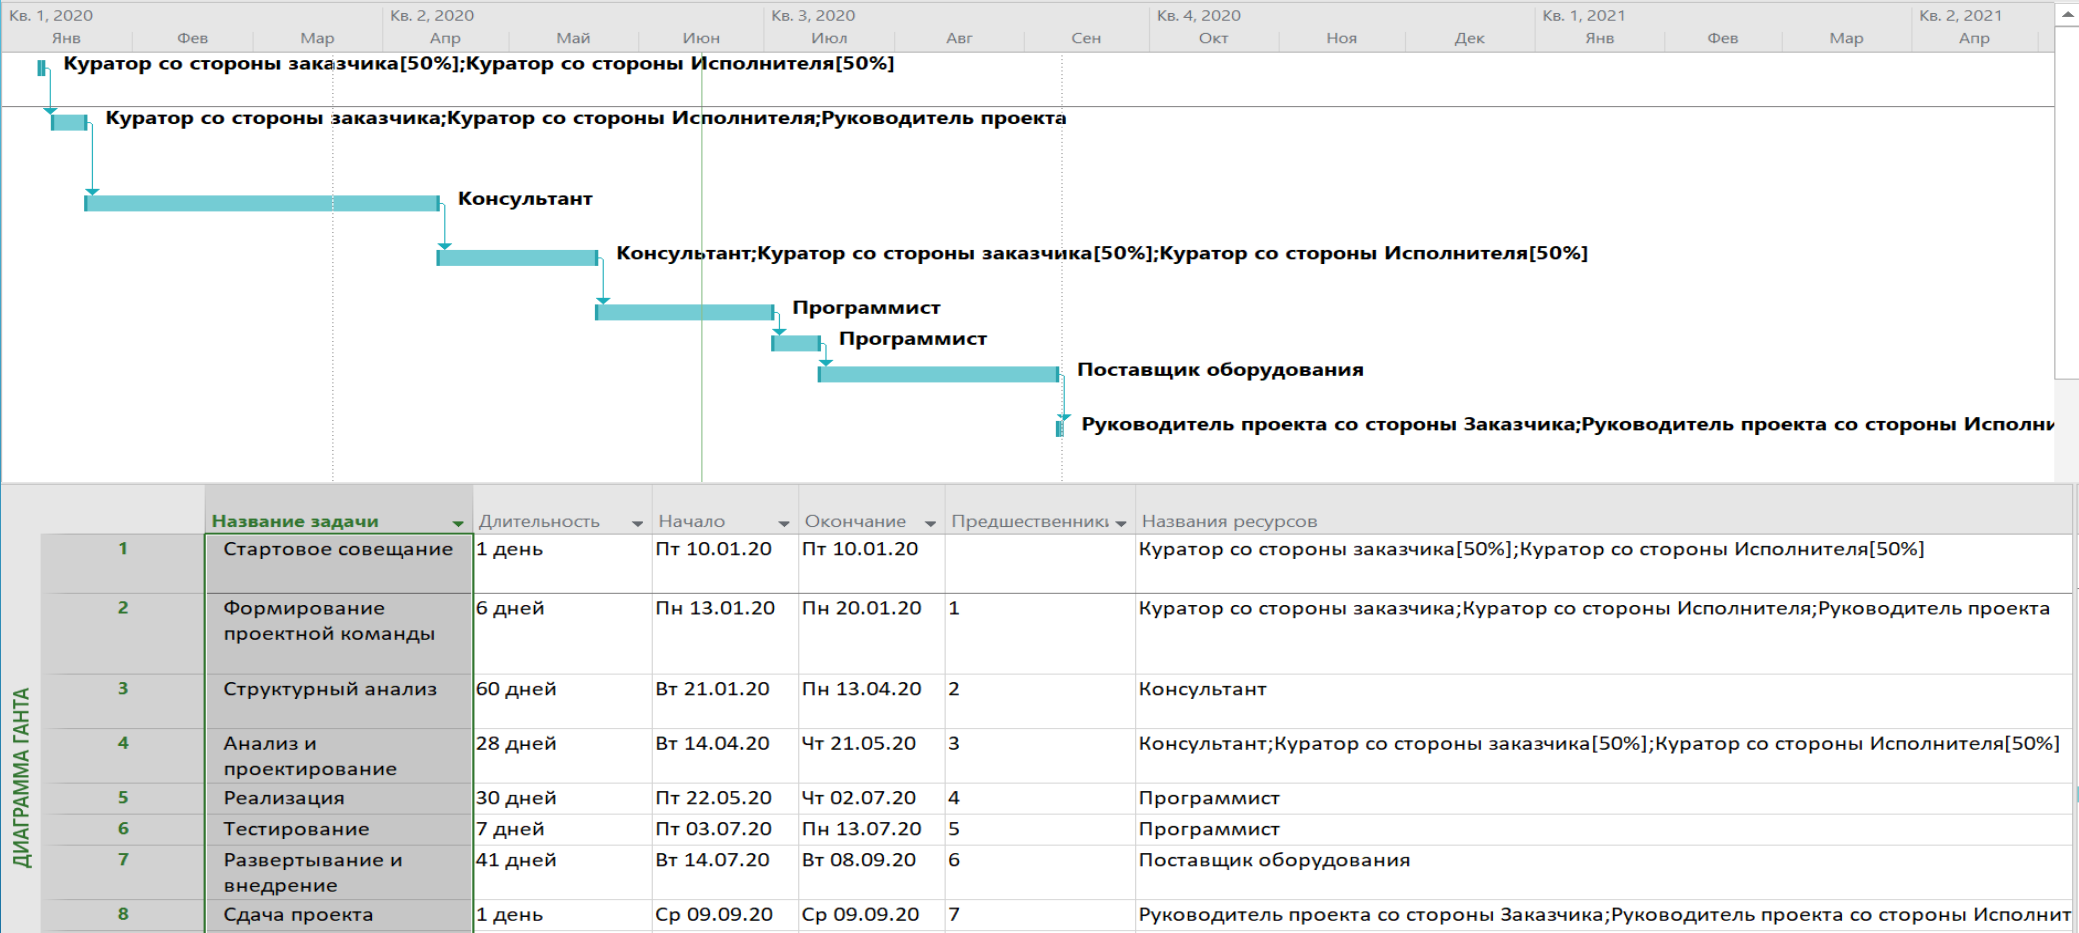 Кв. 1, 2020 Кв. 2, 2020 Кв. 3, 2020 Кв. 4, 2020 Кв. 1, 2021 Кв. 2, 2021
Янв Фев Мар Апр Май Июн Июл Авг Сен Окт Ноя Дек Янв Фев Мар Апр
Куратор со стороны заказчика[50%];Куратор со стороны Исполнителя[50%]
Куратор со стороны заказчика;Куратор со стороны Исполнителя;Руководитель проекта
Консультант
Консультант;Куратор со стороны заказчика[50%];Куратор со стороны Исполнителя[50%]
Программист
Программист
Поставщик оборудования
Руководитель проекта со стороны Заказчика;Руководитель проекта со стороны Исполни
ДИАГРАММА ГАНТА
Название задачи Длительность Начало Окончание Предшественники Названия ресурсов
1 Стартовое совещание 1 день Пт 10.01.20 Пт 10.01.20 Куратор со стороны заказчика[50%];Куратор со стороны Исполнителя[50%]
2 Формирование 6 дней Пн 13.01.20 Пн 20.01.20 1 Куратор со стороны заказчика;Куратор со стороны Исполнителя;Руководитель проекта
проектной команды
3 Структурный анализ 60 дней Вт 21.01.20 Пн 13.04.20 2 Консультант
4 Анализ и 28 дней Вт 14.04.20 Чт 21.05.20 3 Консультант;Куратор со стороны заказчика[50%];Куратор со стороны Исполнителя[50%]
проектирование
5 Реализация 30 дней Пт 22.05.20 Чт 02.07.20 4 Программист
6 Тестирование 7 дней Пт 03.07.20 Пн 13.07.20 5 Программист
7 Развертывание и 41 дней Вт 14.07.20 Вт 08.09.20 6 Поставщик оборудования
внедрение
8 Сдача проекта 1 день Ср 09.09.20 Ср 09.09.20 7 Руководитель проекта со стороны Заказчика;Руководитель проекта со стороны Исполнит